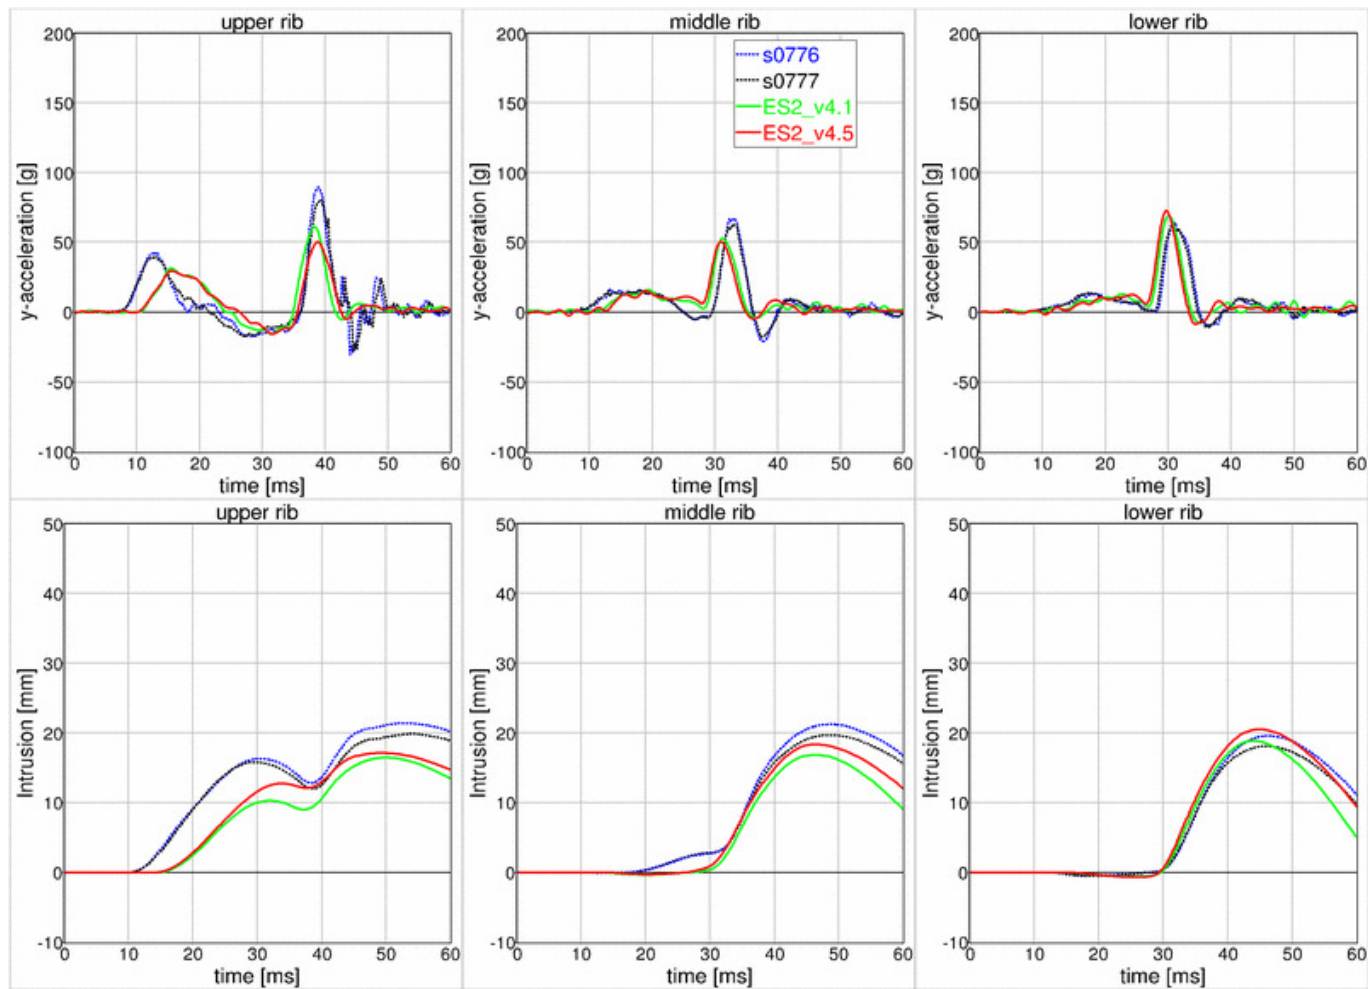 upper rib
middle rib
lower rib
200
150
100
50
0
-50
-100
y-acceleration [g]
0 10 20 30 40 50 60
time [ms]
200
150
100
50
0
-50
-100
y-acceleration [g]
s0776
s0777
ES2_v4.1
ES2_v4.5
0 10 20 30 40 50 60
time [ms]
200
150
100
50
0
-50
-100
y-acceleration [g]
0 10 20 30 40 50 60
time [ms]
upper rib
middle rib
lower rib
50
40
30
20
10
0
-10
Intrusion [mm]
0 10 20 30 40 50 60
time [ms]
50
40
30
20
10
0
-10
Intrusion [mm]
0 10 20 30 40 50 60
time [ms]
50
40
30
20
10
0
-10
Intrusion [mm]
0 10 20 30 40 50 60
time [ms]